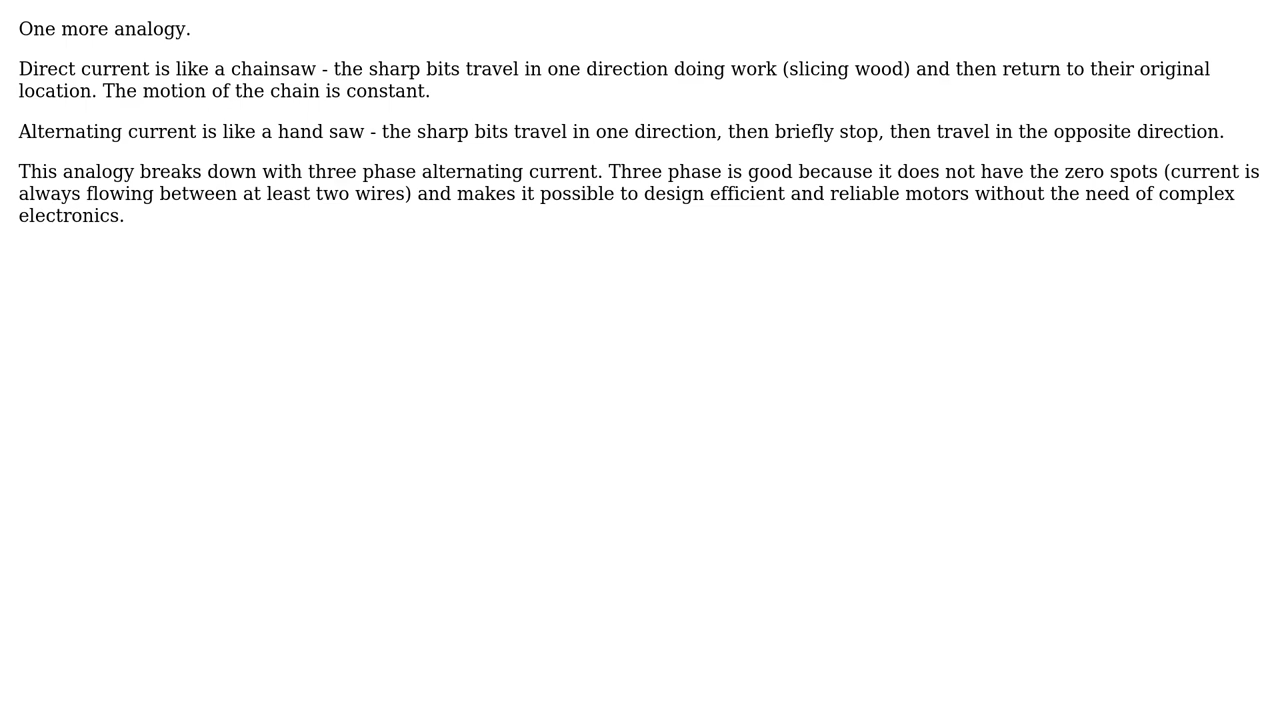 One more analogy.
Direct current is like a chainsaw - the sharp bits travel in one direction doing work (slicing wood) and then return to their original
location. The motion of the chain is constant.
Alternating current is like a hand saw - the sharp bits travel in one direction, then briefly stop, then travel in the opposite direction.
This analogy breaks down with three phase alternating current. Three phase is good because it does not have the zero spots (current is
always flowing between at least two wires) and makes it possible to design efficient and reliable motors without the need of complex
electronics.